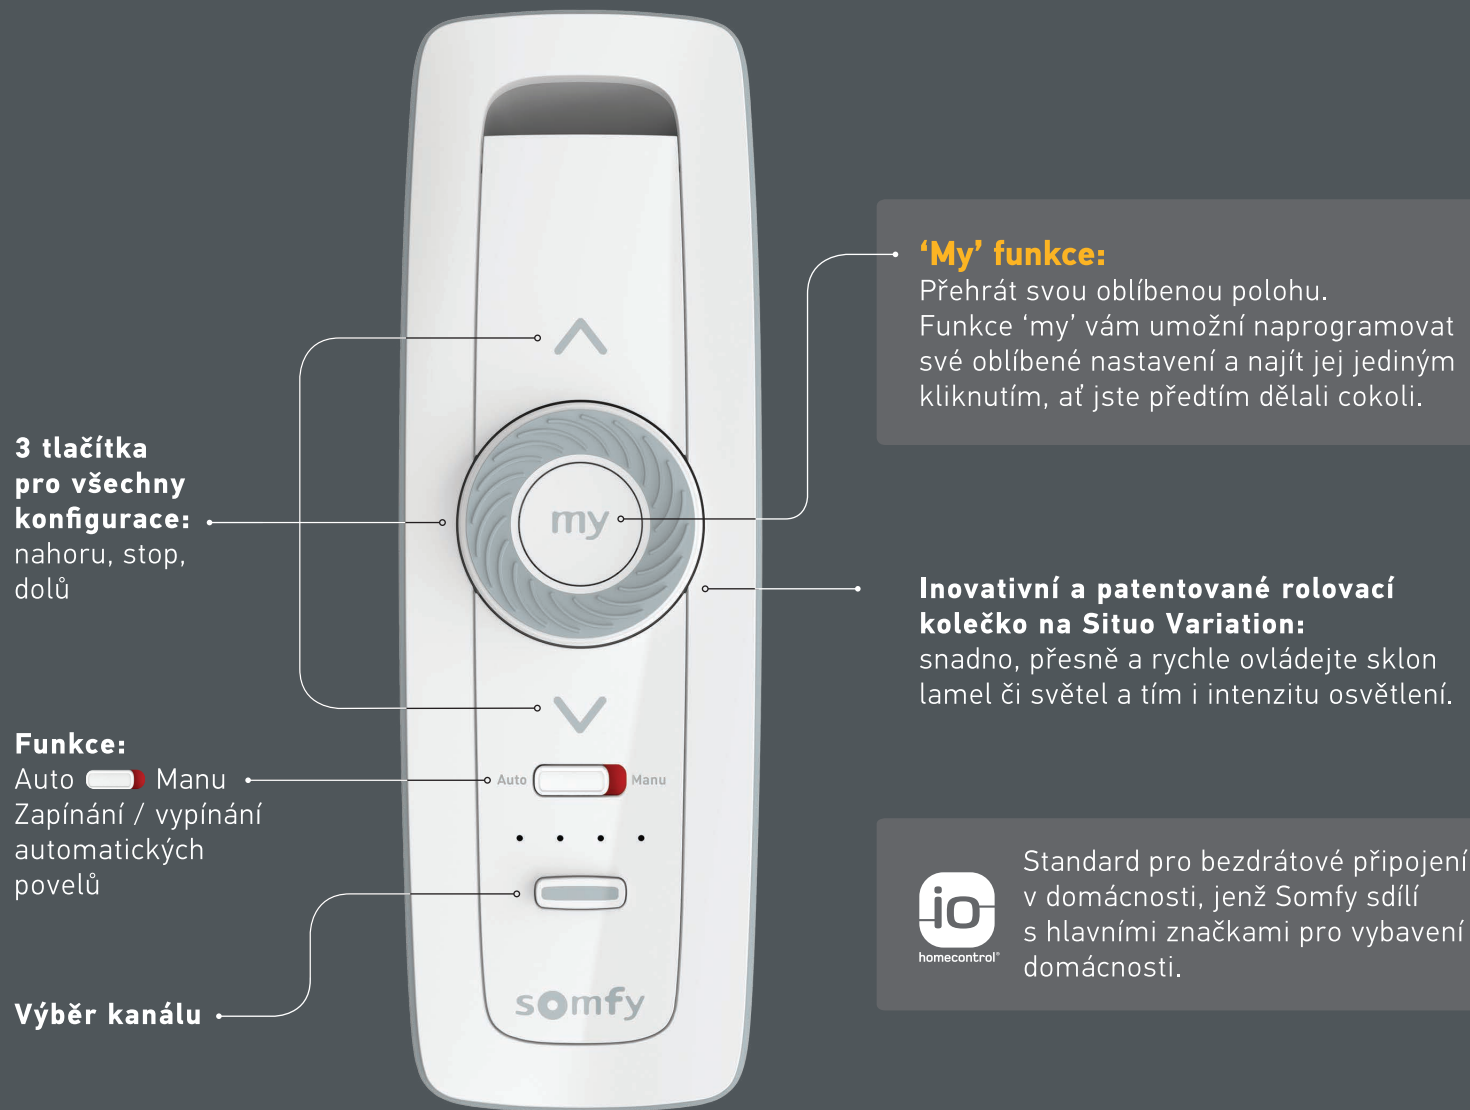 3 tlačítka
pro všechny
konfigurace:
nahoru, stop,
dolů
Funkce:
Auto Manu
Zapínání / vypínání
automatických
povelů
Výběr kanálu
my
Auto Manu
somfy
‘My’ funkce:
Přehrát svou oblíbenou polohu.
Funkce ‘my’ vám umožní naprogramovat
své oblíbené nastavení a najít jej jediným
kliknutím, ať jste předtím dělali cokoli.
Inovativní a patentované rolovací
kolečko na Situo Variation:
snadno, přesně a rychle ovládejte sklon
lamel či světel a tím i intenzitu osvětlení.
io
homecontrol®
Standard pro bezdrátové připojení
v domácnosti, jenž Somfy sdílí
s hlavními značkami pro vybavení
domácnosti.